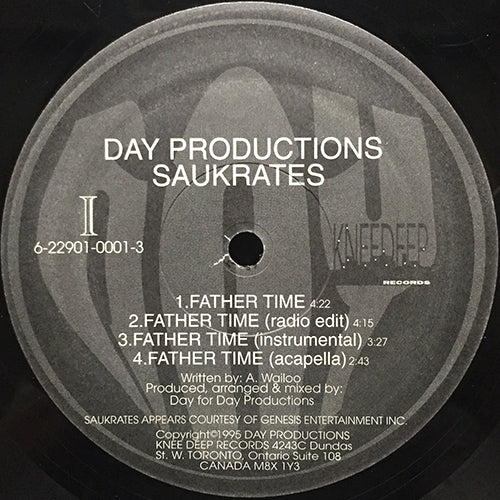 DAY PRODUCTIONS
SAUKRATES
I
6-22901-0001-3
KNEEDEEP
RECORDS
1.FATHER TIME 4:22
2.FATHER TIME (radio edit) 4:15
3.FATHER TIME (instrumental) 3:27
4.FATHER TIME (acapella) 2:43
Written by: A. Wailoo
Produced, arranged & mixed by:
Day for Day Productions
SAUKRATES APPEARS COURTESY OF GENESIS ENTERTAINMENT INC.
Copyright©1995 DAY PRODUCTIONS
KNEE DEEP RECORDS 4243C Dundas
St. W. TORONTO, Ontario Suite 108
CANADA M8X 1Y3